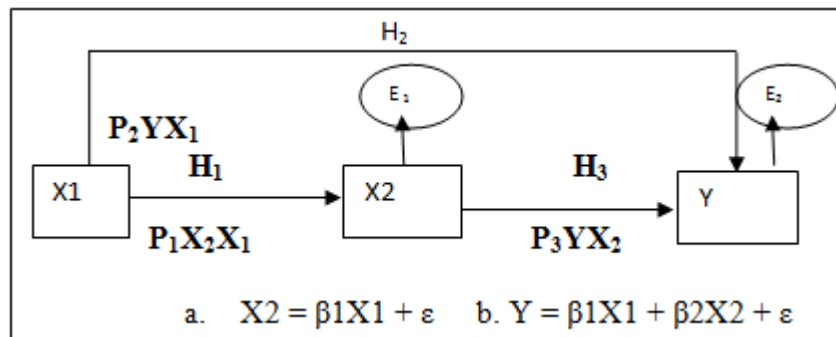 H₂
E₁ E₂
P₂YX₁
H₁ H₃
X1 X2 Y
P₁X₂X₁ P₃YX₂
a. X2 = β1X1 + ε b. Y = β1X1 + β2X2 + ε